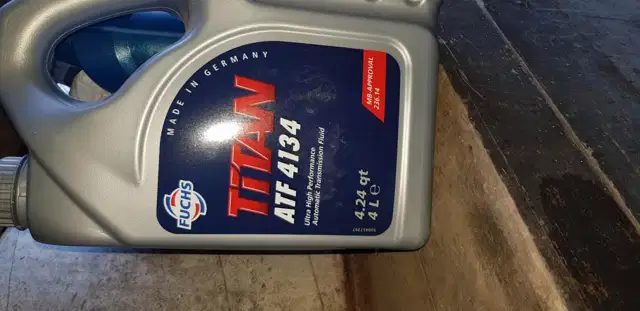 MADE IN GERMANY
FUCHS
TITAN
ATF 4134
Ultra High Performance
Automatic Transmission Fluid
MB-APPROVAL
236.14
4.24 qt
4 L e